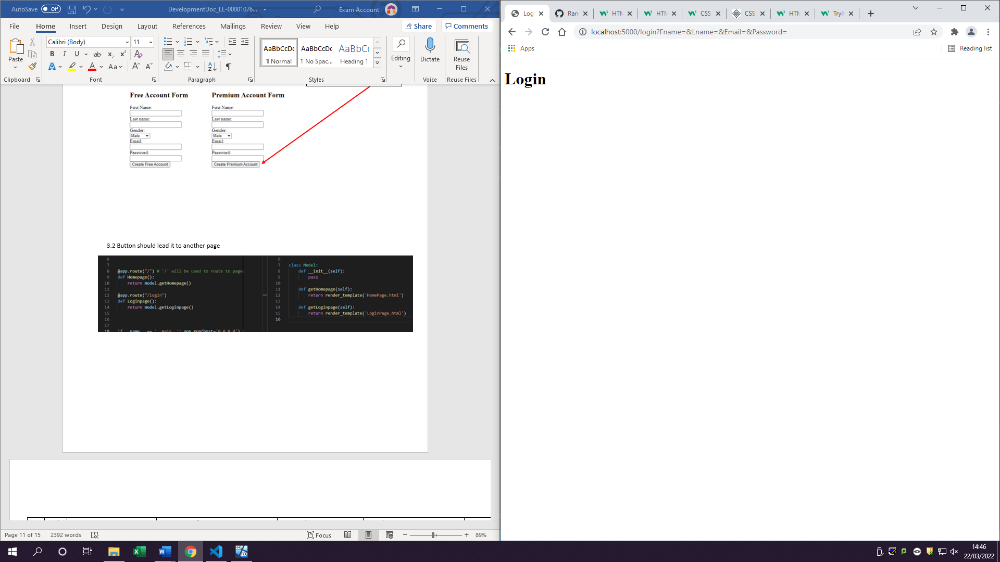 AutoSave Off DevelopmentDoc_LL-00001076... Exam Account
File Home Insert Design Layout References Mailings Review View Help Share Comments
Paste
Calibri (Body) 11
AaBbCcDc AaBbCcDc AaBbCc
¶ Normal ¶ No Spac... Heading 1
Editing
Dictate
Reuse
Files
Clipboard Font Paragraph Styles Voice Reuse Files
Free Account Form
First Name:
Last name:
Gender:
Male
Email:
Password:
Create Free Account
Premium Account Form
First Name:
Last name:
Gender:
Male
Email:
Password:
Create Premium Account
3.2 Button should lead it to another page
6
7
8 @app.route("/") # '/' will be used to route to page
9 def Homepage():
10 return model.getHomepage()
11
12 @app.route("/login")
13 def Loginpage():
14 return model.getLoginpage()
15
16
17
18 if __name__ == '__main__': app.run(host='0.0.0.0')
6
7 class Model:
8 def __init__(self):
9 pass
10
11 def getHomepage(self):
12 return render_template('HomePage.html')
13
14 def getLoginpage(self):
15 return render_template('LoginPage.html')
16
Page 11 of 15 2392 words Focus 89%
Log Ran HTM HTM CSS CSS HTM Tryit
localhost:5000/login?Fname=&Lname=&Email=&Password=
Apps Reading list
Login
14:46
22/03/2022